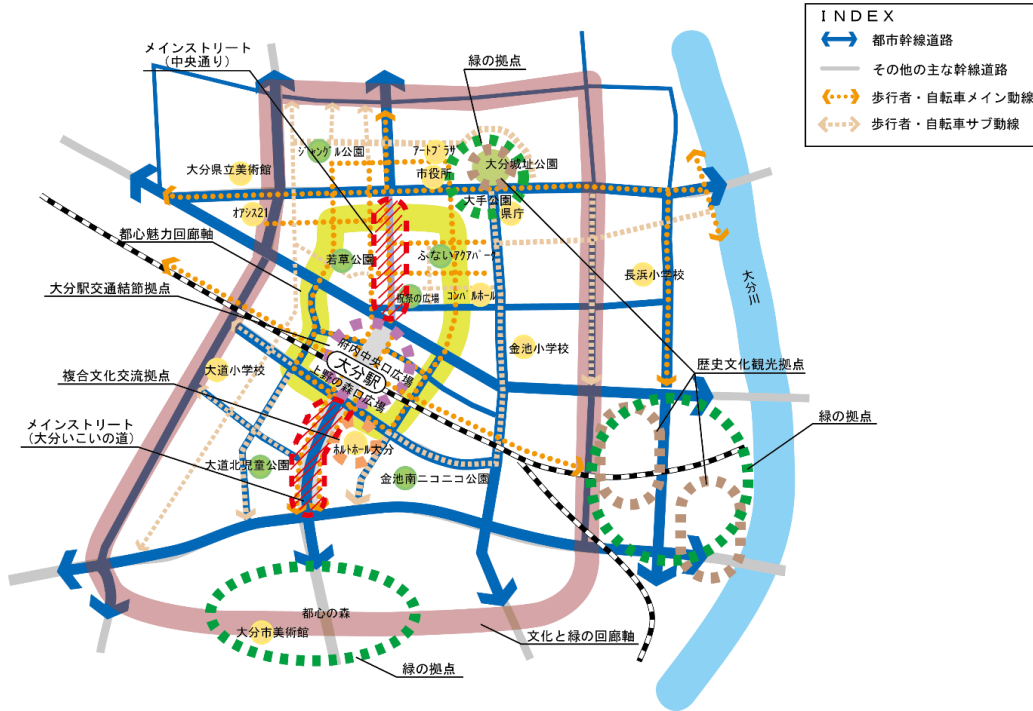 INDEX
都市幹線道路
その他の主な幹線道路
歩行者・自転車メイン動線
歩行者・自転車サブ動線
メインストリート
(中央通り)
緑の拠点
ジャングル公園
アートプラザ
大分県立美術館
市役所
大分城址公園
大手公園
県庁
オアシス21
都心魅力回廊軸
若草公園
ふないアクアパーク
長浜小学校
大分川
大分駅交通結節拠点
祝祭の広場
コンパルホール
府内中央口広場
大分駅
上野の森口広場
金池小学校
歴史文化観光拠点
大道小学校
複合文化交流拠点
緑の拠点
メインストリート
(大分いこいの道)
ホルトホール大分
大道北児童公園
金池南ニコニコ公園
都心の森
大分市美術館
文化と緑の回廊軸
緑の拠点